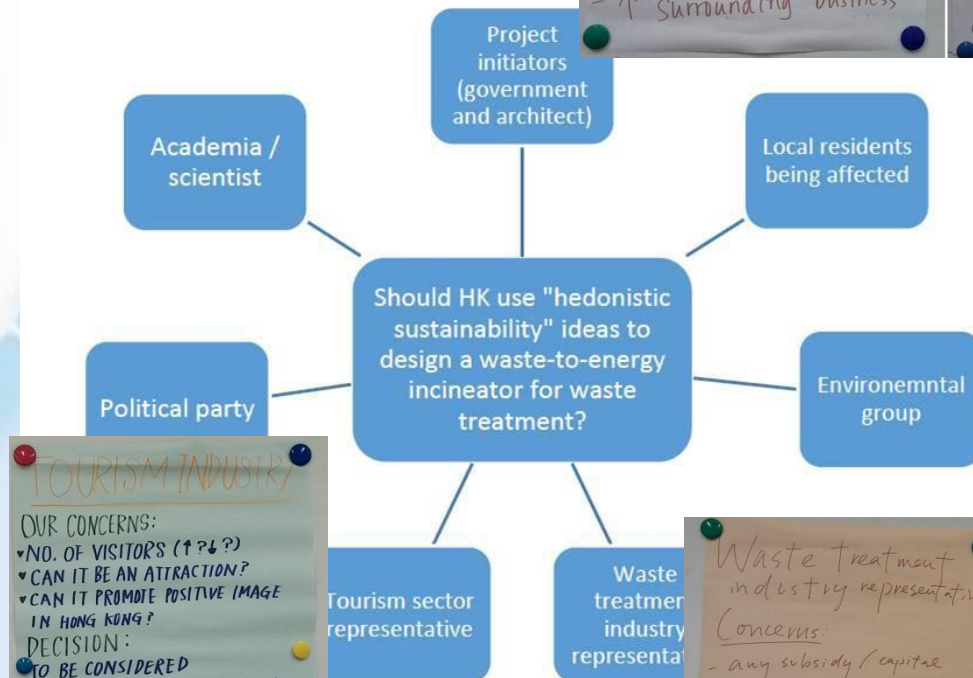 - ↑ Surrounding business
Project
initiators
(government
and architect)
Academia /
scientist
Local residents
being affected
Should HK use "hedonistic
sustainability" ideas to
design a waste-to-energy
incineator for waste
treatment?
Political party
Environemntal
group
TOURISM INDUSTRY
OUR CONCERNS:
NO. OF VISITORS (↑?↓?)
CAN IT BE AN ATTRACTION?
CAN IT PROMOTE POSITIVE IMAGE
IN HONG KONG?
DECISION:
TO BE CONSIDERED
Tourism sector
representative
Waste
treatmen
industry
representat
Waste treatment
industry representati
Concerns:
- any subsidy / capital